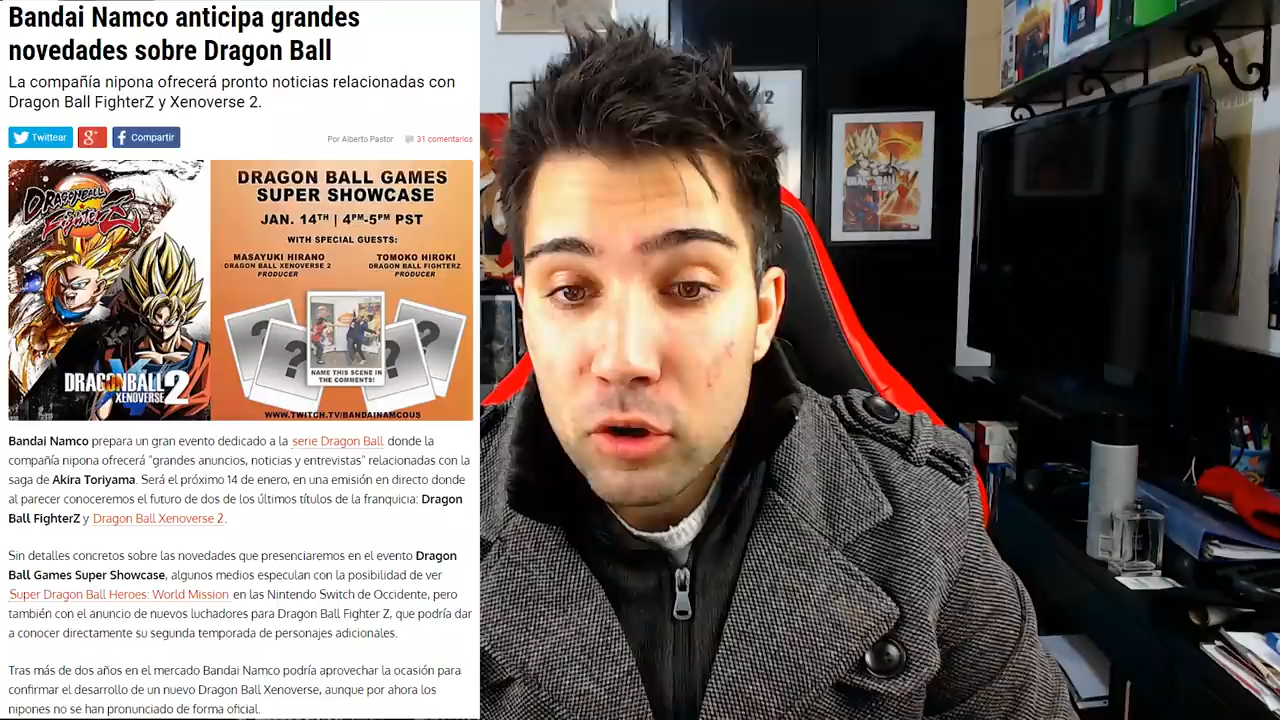 Bandai Namco anticipa grandes
novedades sobre Dragon Ball
La compañía nipona ofrecerá pronto noticias relacionadas con
Dragon Ball FighterZ y Xenoverse 2.
Twittear
g+
Compartir
Por Alberto Pastor
31 comentarios
DRAGONBALL
FighterZ
DRAGONBALL
XENOVERSE 2
DRAGON BALL GAMES
SUPER SHOWCASE
JAN. 14TH | 4PM-5PM PST
WITH SPECIAL GUESTS:
MASAYUKI HIRANO
DRAGON BALL XENOVERSE 2
PRODUCER
TOMOKO HIROKI
DRAGON BALL FIGHTERZ
PRODUCER
? ? ? ?
NAME THIS SCENE IN
THE COMMENTS!
WWW.TWITCH.TV/BANDAINAMCOUS
Bandai Namco prepara un gran evento dedicado a la serie Dragon Ball donde la
compañía nipona ofrecerá "grandes anuncios, noticias y entrevistas" relacionadas con la
saga de Akira Toriyama. Será el próximo 14 de enero, en una emisión en directo donde
al parecer conoceremos el futuro de dos de los últimos títulos de la franquicia: Dragon
Ball FighterZ y Dragon Ball Xenoverse 2.
Sin detalles concretos sobre las novedades que presenciaremos en el evento Dragon
Ball Games Super Showcase, algunos medios especulan con la posibilidad de ver
Super Dragon Ball Heroes: World Mission en las Nintendo Switch de Occidente, pero
también con el anuncio de nuevos luchadores para Dragon Ball Fighter Z, que podría dar
a conocer directamente su segunda temporada de personajes adicionales.
Tras más de dos años en el mercado Bandai Namco podría aprovechar la ocasión para
confirmar el desarrollo de un nuevo Dragon Ball Xenoverse, aunque por ahora los
nipones no se han pronunciado de forma oficial.